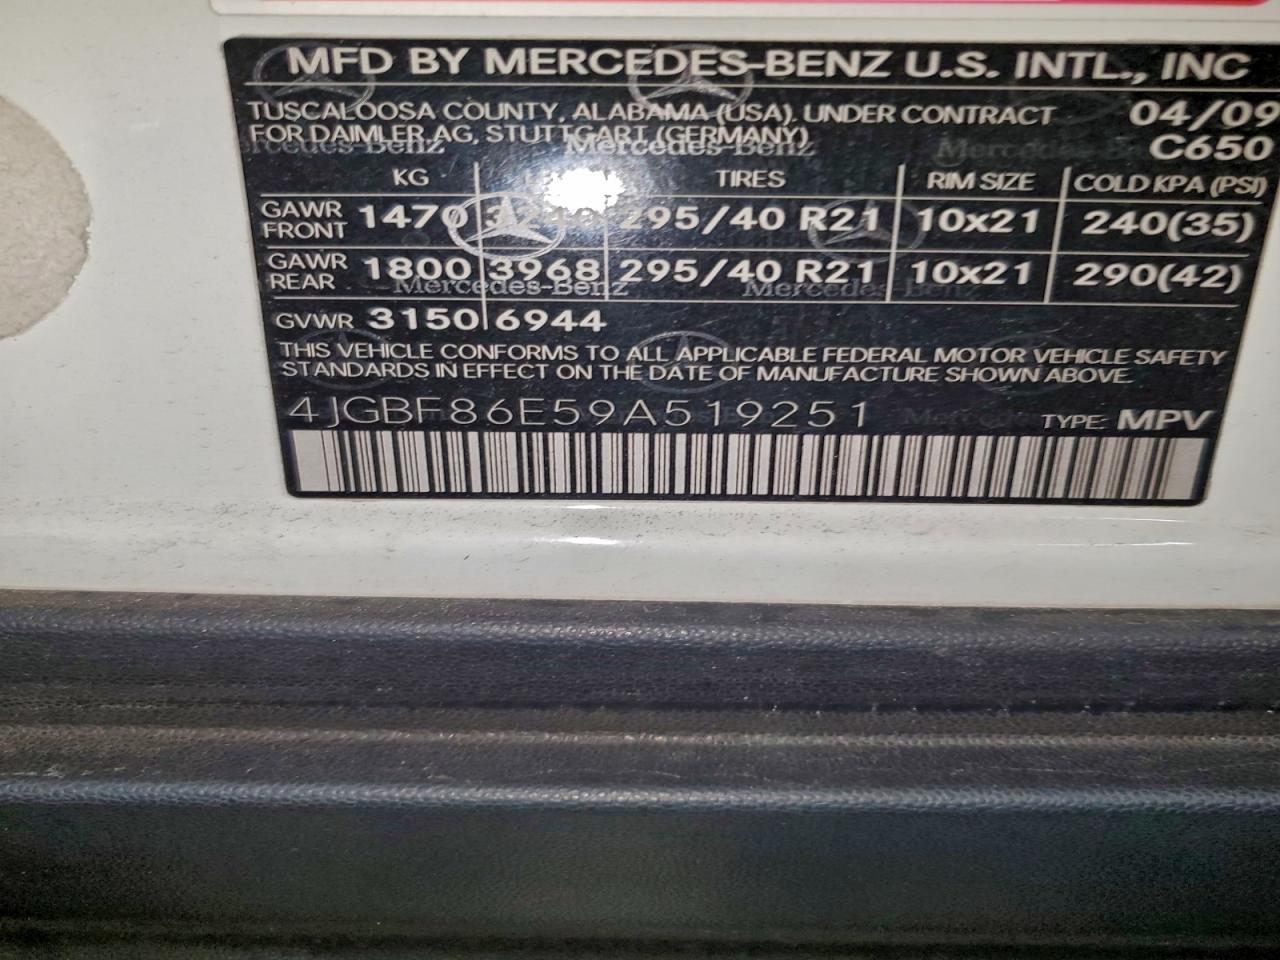 MFD BY MERCEDES-BENZ U.S. INTL., INC
TUSCALOOSA COUNTY, ALABAMA (USA). UNDER CONTRACT 04/09
FOR DAIMLER AG, STUTTGART (GERMANY) C650
KG TIRES RIM SIZE COLD KPA (PSI)
GAWR FRONT 1470 295/40 R21 10x21 240(35)
GAWR REAR 1800 3968 295/40 R21 10x21 290(42)
GVWR 3150 6944
THIS VEHICLE CONFORMS TO ALL APPLICABLE FEDERAL MOTOR VEHICLE SAFETY
STANDARDS IN EFFECT ON THE DATE OF MANUFACTURE SHOWN ABOVE.
4JGBF86E59A519251 TYPE: MPV